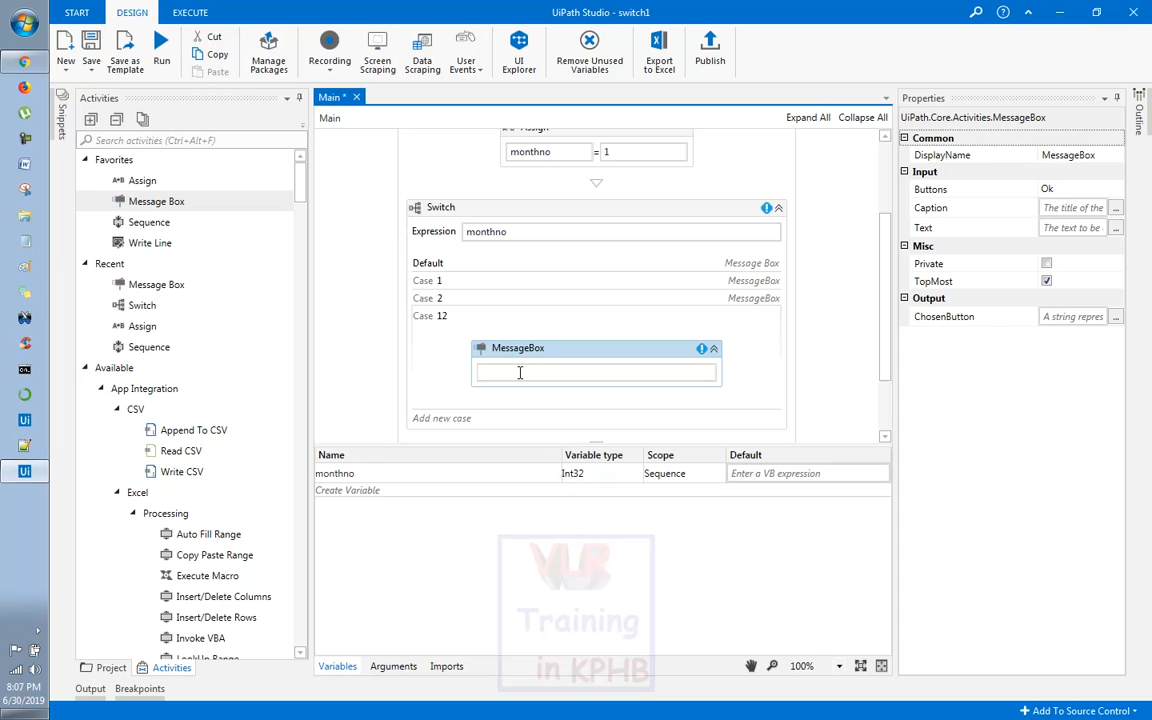 START
DESIGN
EXECUTE
UiPath Studio - switch1
New
Save
Save as Template
Run
Cut
Copy
Paste
Manage Packages
Recording
Screen Scraping
Data Scraping
User Events
UI Explorer
Remove Unused Variables
Export to Excel
Publish
Snippets
Activities
Search activities (Ctrl+Alt+F)
Favorites
A+B Assign
Message Box
Sequence
Write Line
Recent
Message Box
Switch
A+B Assign
Sequence
Available
App Integration
CSV
Append To CSV
Read CSV
Write CSV
Excel
Processing
Auto Fill Range
Copy Paste Range
Execute Macro
Insert/Delete Columns
Insert/Delete Rows
Invoke VBA
LookUp Range
Project
Activities
Output
Breakpoints
Main *
Main
Expand All
Collapse All
Assign
monthno = 1
Switch
Expression monthno
Default Message Box
Case 1 MessageBox
Case 2 MessageBox
Case 12
MessageBox
Add new case
Name Variable type Scope Default
monthno Int32 Sequence Enter a VB expression
Create Variable
VLR
Training
in KPHB
Variables
Arguments
Imports
100%
Properties
UiPath.Core.Activities.MessageBox
Common
DisplayName MessageBox
Input
Buttons Ok
Caption The title of the ...
Text The text to be ...
Misc
Private
TopMost
Output
ChosenButton A string repres ...
Outline
8:07 PM
6/30/2019
Add To Source Control